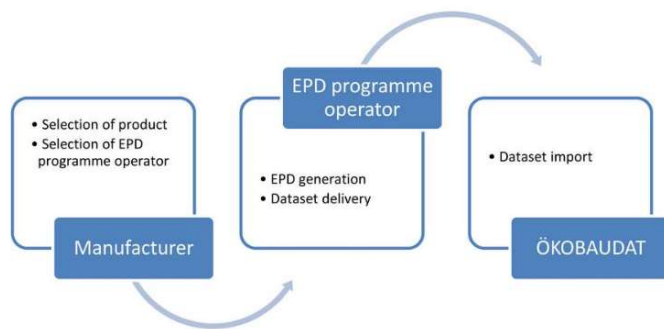 • Selection of product
• Selection of EPD
programme operator
Manufacturer
EPD programme
operator
• EPD generation
• Dataset delivery
• Dataset import
ÖKOBAUDAT